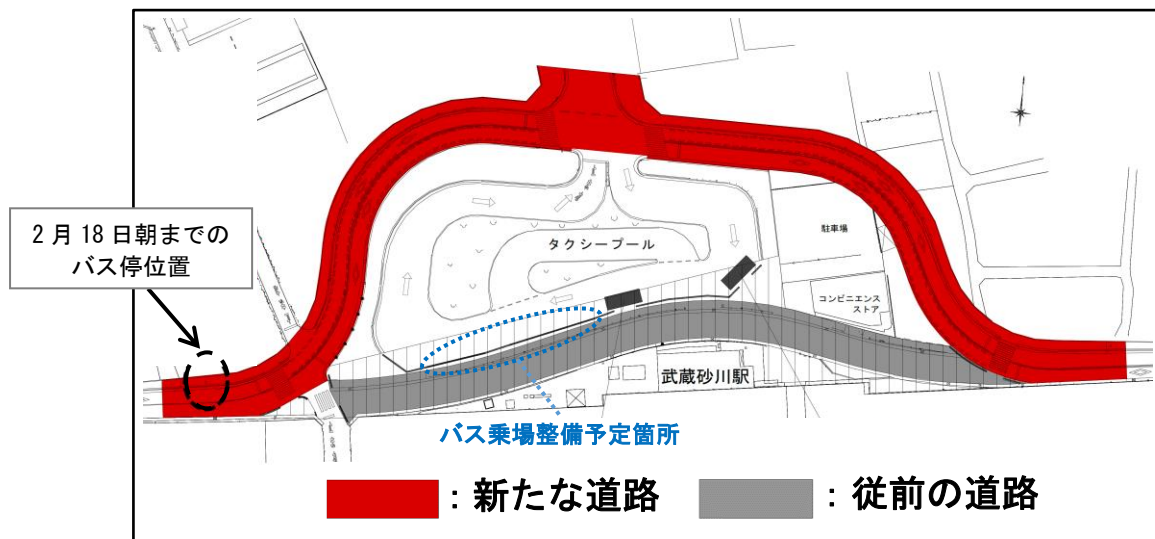 2月18日朝までの
バス停位置
タクシープール
駐車場
コンビニエンス
ストア
武蔵砂川駅
バス乗場整備予定箇所
：新たな道路
：従前の道路